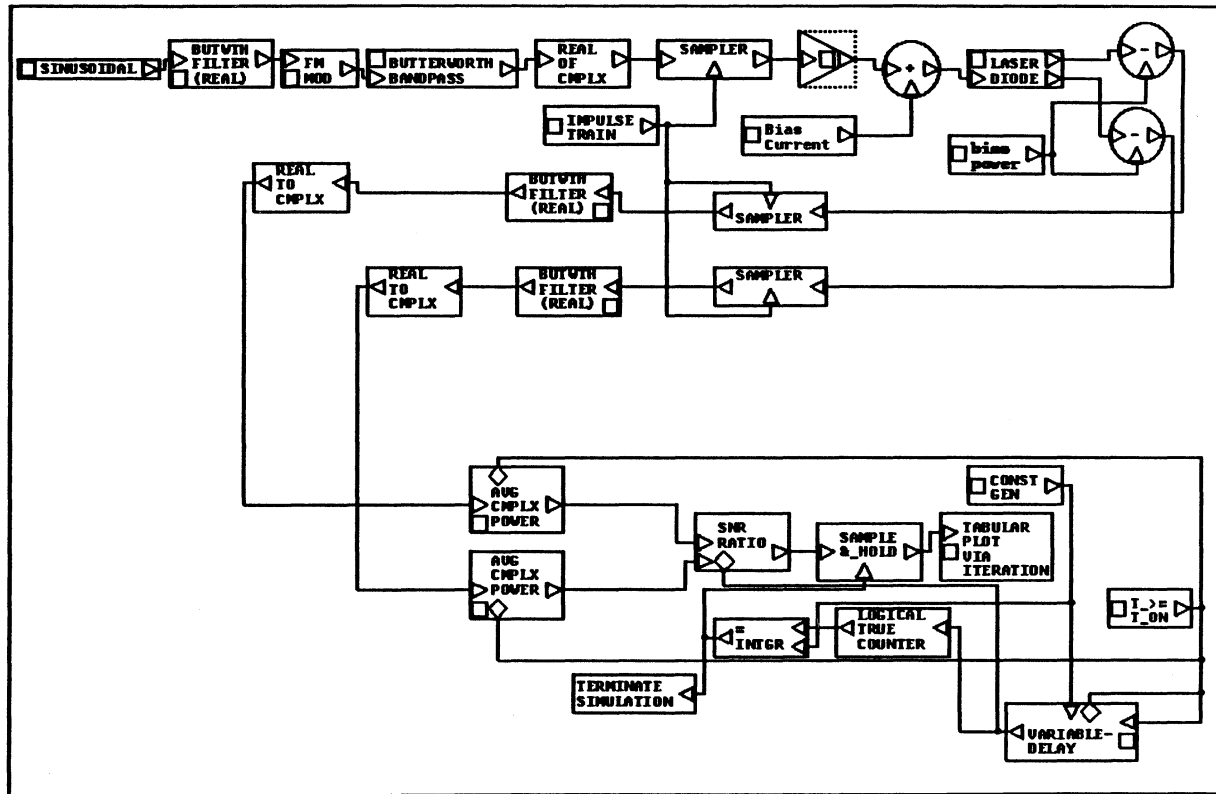 SINUSOIDAL
BUTWTH
FILTER
(REAL)
FM
MOD
BUTTERWORTH
BANDPASS
REAL
OF
CMPLX
SAMPLER
+
LASER
DIODE
-
IMPULSE
TRAIN
Bias
Current
bias
power
-
REAL
TO
CMPLX
BUTWTH
FILTER
(REAL)
SAMPLER
REAL
TO
CMPLX
BUTWTH
FILTER
(REAL)
SAMPLER
AVG
CMPLX
POWER
CONST
GEN
SNR
RATIO
SAMPLE
&_HOLD
TABULAR
PLOT
VIA
ITERATION
AVG
CMPLX
POWER
T_>=
T_ON
=
INTGR
LOGICAL
TRUE
COUNTER
TERMINATE
SIMULATION
VARIABLE-
DELAY